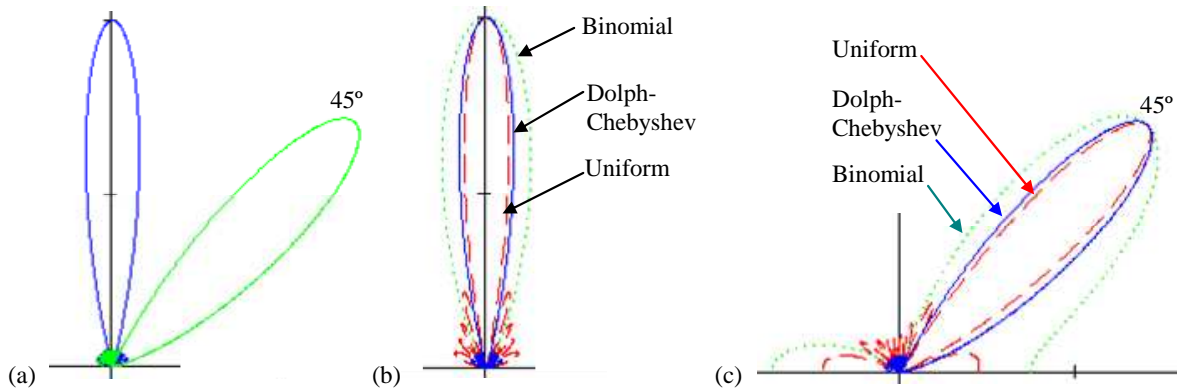 45º
(a)
Binomial
Dolph-
Chebyshev
Uniform
(b)
Uniform
Dolph-
Chebyshev
Binomial
45º
(c)